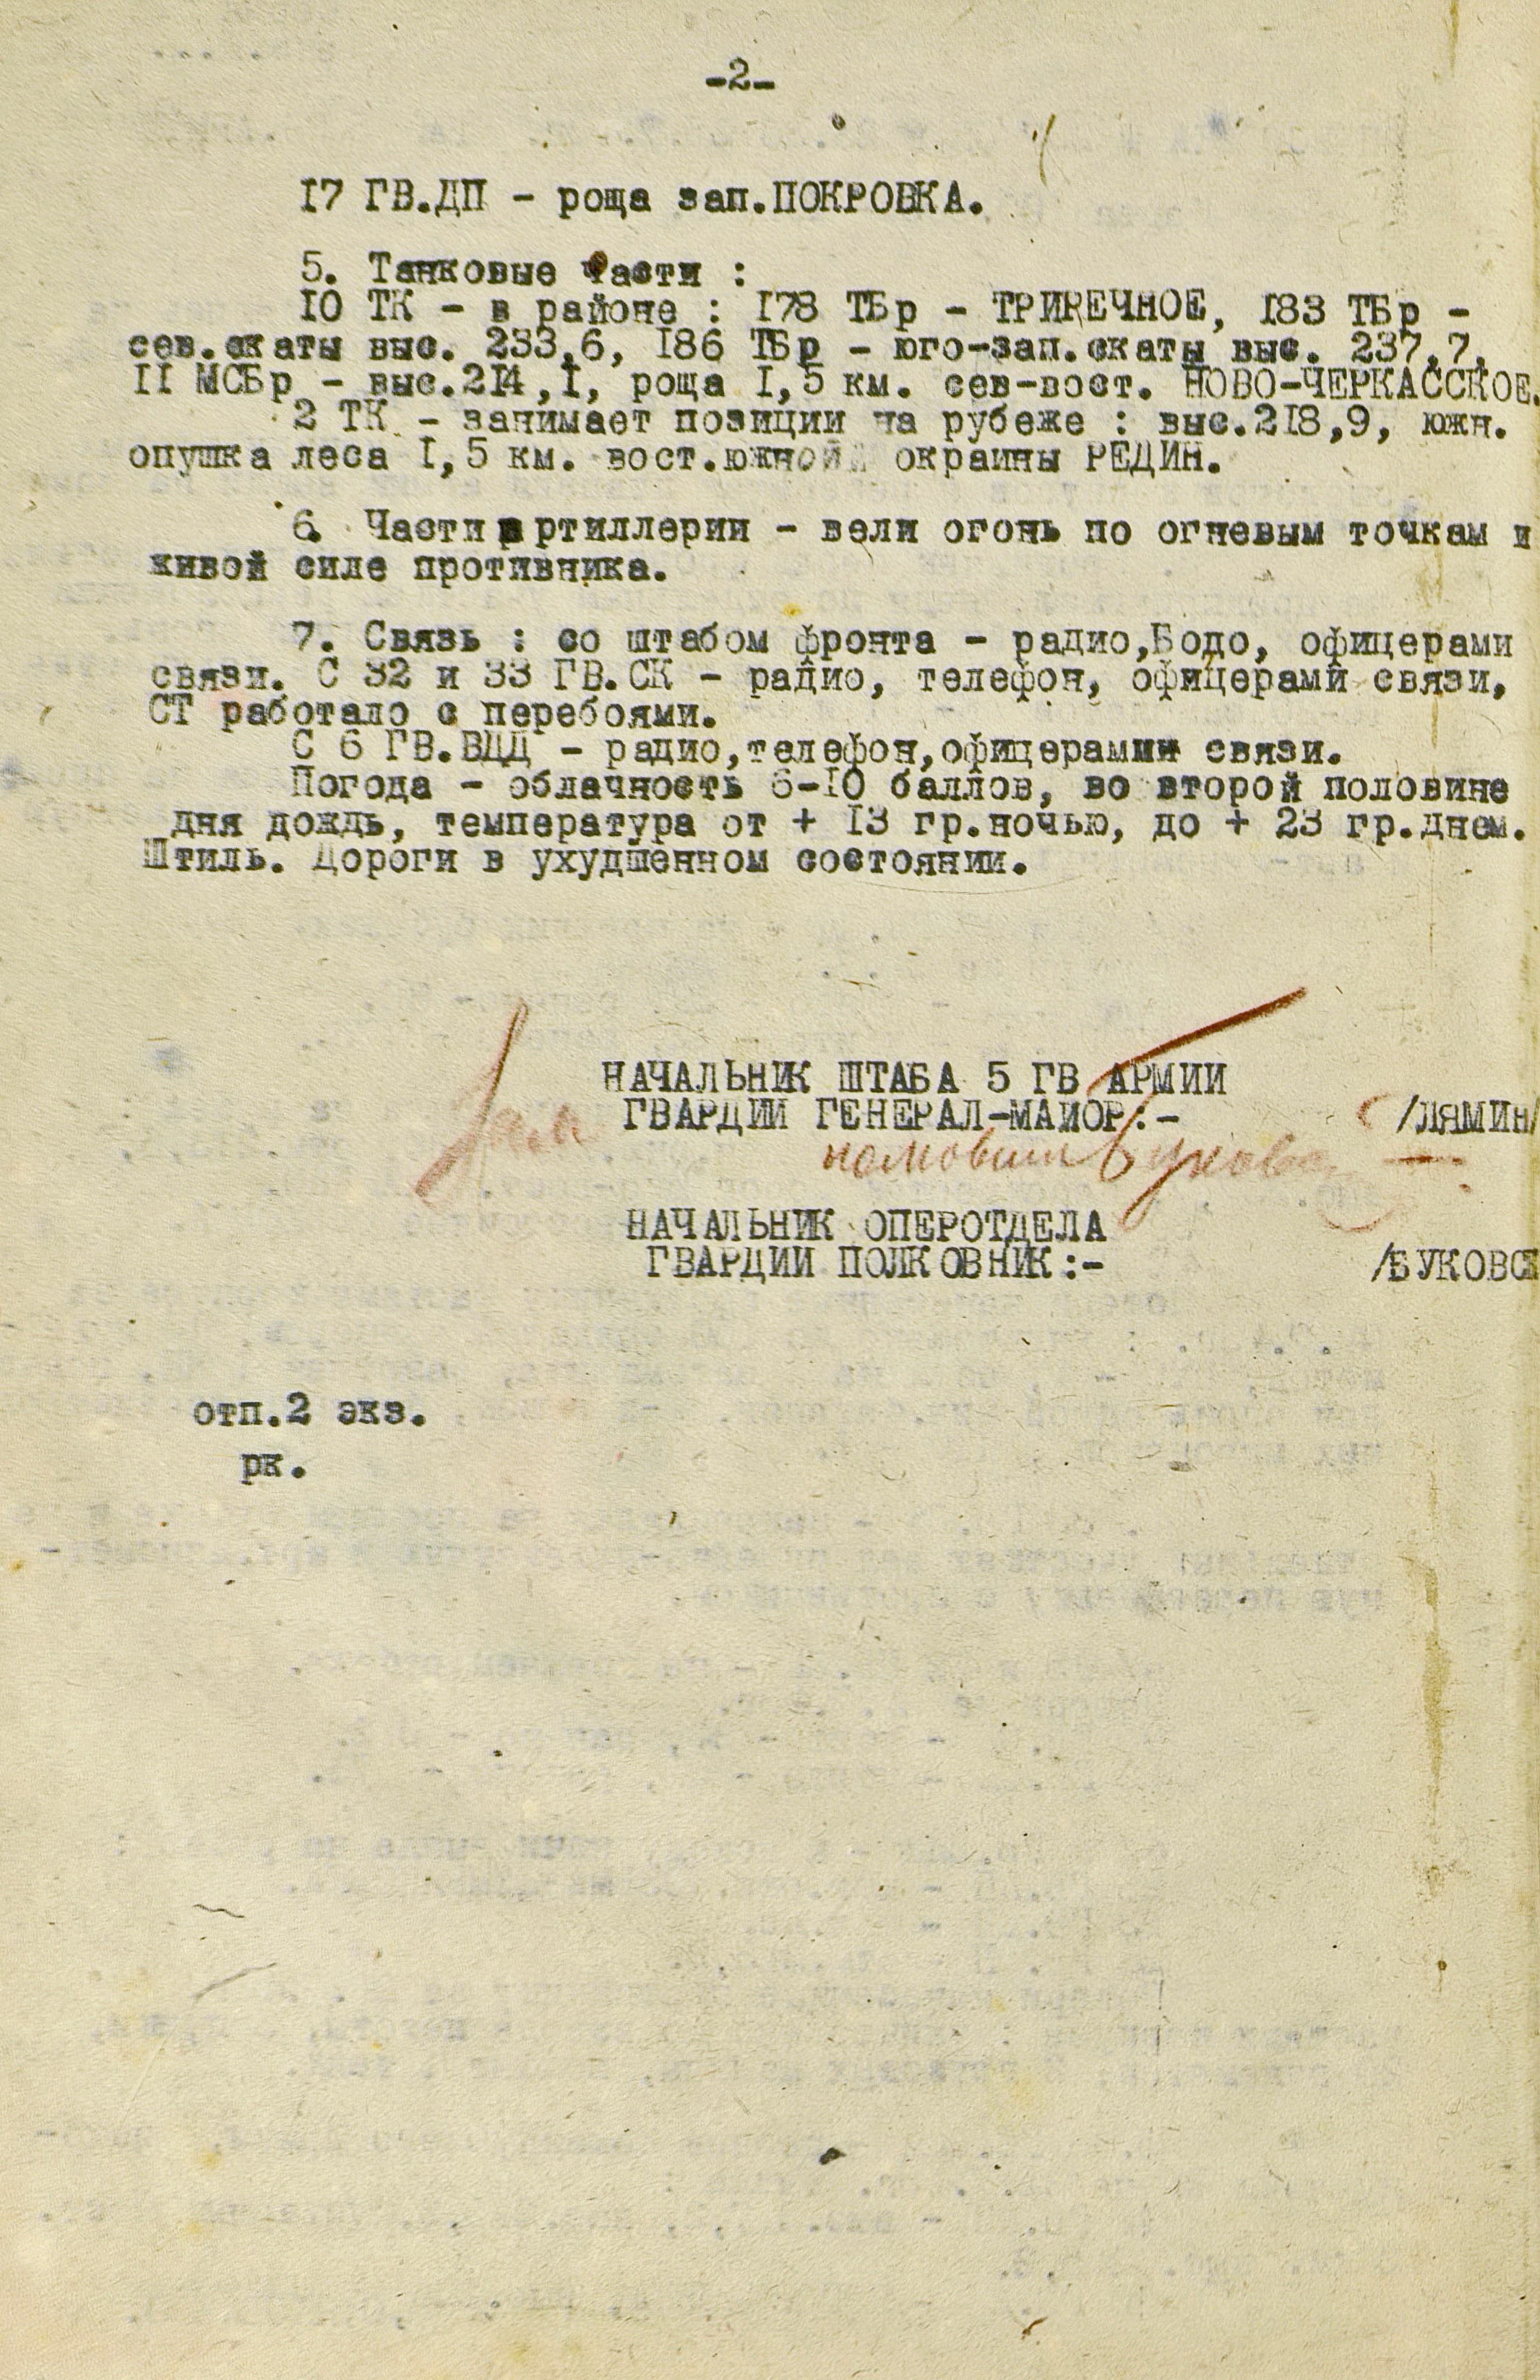 -2-
17 ГВ.ДП - роща зап.ПОКРОВКА.
5. Танковые части :
10 ТК - в районе : 178 ТБр - ТРИРЕЧНОЕ, 183 ТБр -
сев.скаты выс. 233,6, 186 ТБр - юго-зап.скаты выс. 237,7,
11 МСБр - выс.214,1, роща 1,5 км. сев-вост. НОВО-ЧЕРКАССКОЕ.
2 ТК - занимает позиции на рубеже : выс.218,9, южн.
опушка леса 1,5 км. вост.южной окраины РЕДИН.
6. Части артиллерии - вели огонь по огневым точкам и
живой силе противника.
7. Связь : со штабом фронта - радио,Бодо, офицерами
связи. С 32 и 33 ГВ.СК - радио, телефон, офицерами связи,
СТ работало с перебоями.
С 6 ГВ.ВДД - радио,телефон,офицерамии связи.
Погода - облачность 6-10 баллов, во второй половине
дня дождь, температура от + 13 гр.ночью, до + 23 гр.днем.
Штиль. Дороги в ухудшенном состоянии.
НАЧАЛЬНИК ШТАБА 5 ГВ АРМИИ
ГВАРДИИ ГЕНЕРАЛ-МАЙОР:- /ЛЯМИН/
Зам
НАЧАЛЬНИК ОПЕРОТДЕЛА
ГВАРДИИ ПОЛКОВНИК:- /БУКОВС
отп.2 экз.
рк.